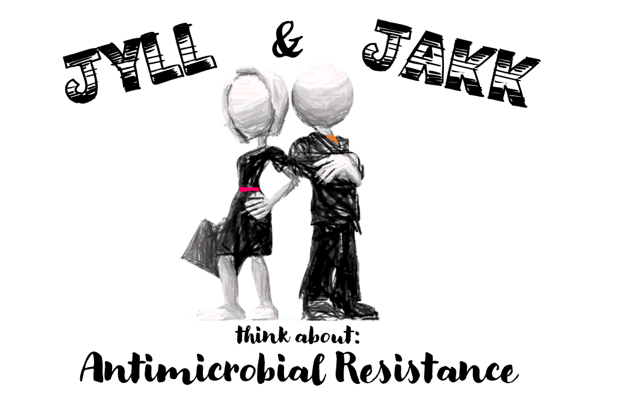 JYLL & JAKK
think about:
Antimicrobial Resistance